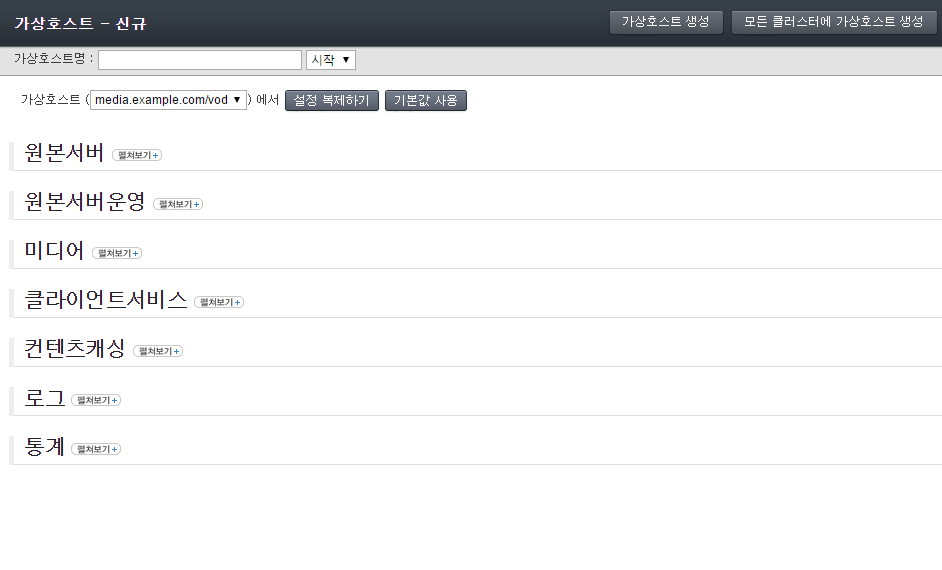 가상호스트 - 신규 가상호스트 생성 모든 클러스터에 가상호스트 생성
가상호스트명 : 시작
가상호스트 (media.example.com/vod) 에서 설정 복제하기 기본값 사용
원본서버 펼쳐보기+
원본서버운영 펼쳐보기+
미디어 펼쳐보기+
클라이언트서비스 펼쳐보기+
컨텐츠캐싱 펼쳐보기+
로그 펼쳐보기+
통계 펼쳐보기+